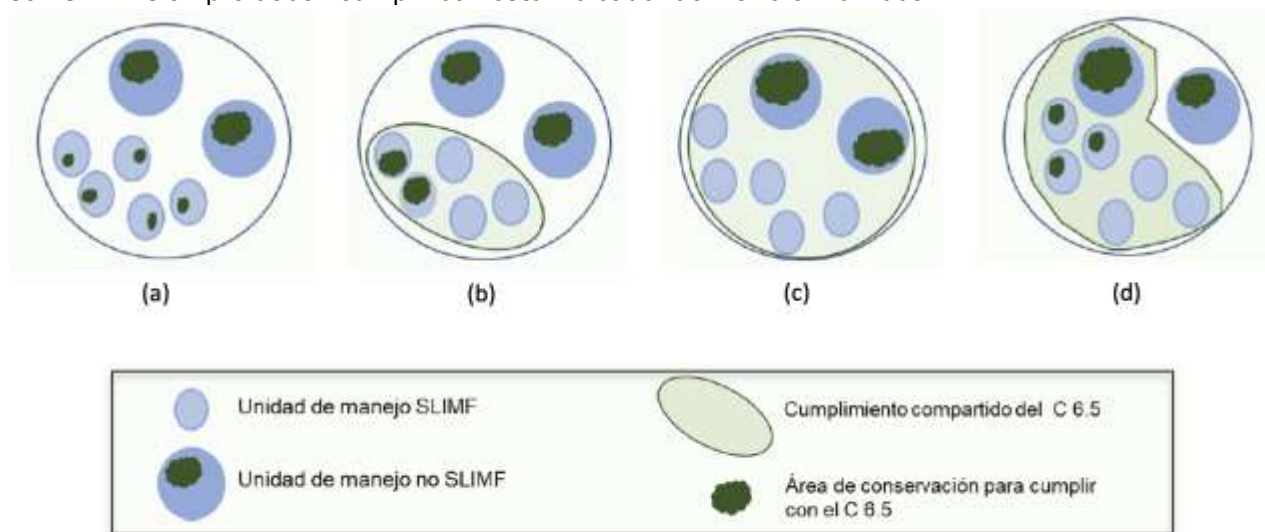 (a)
(b)
(c)
(d)
Unidad de manejo SLIMF
Cumplimiento compartido del C 6.5
Unidad de manejo no SLIMF
Área de conservación para cumplir
con el C 6.5